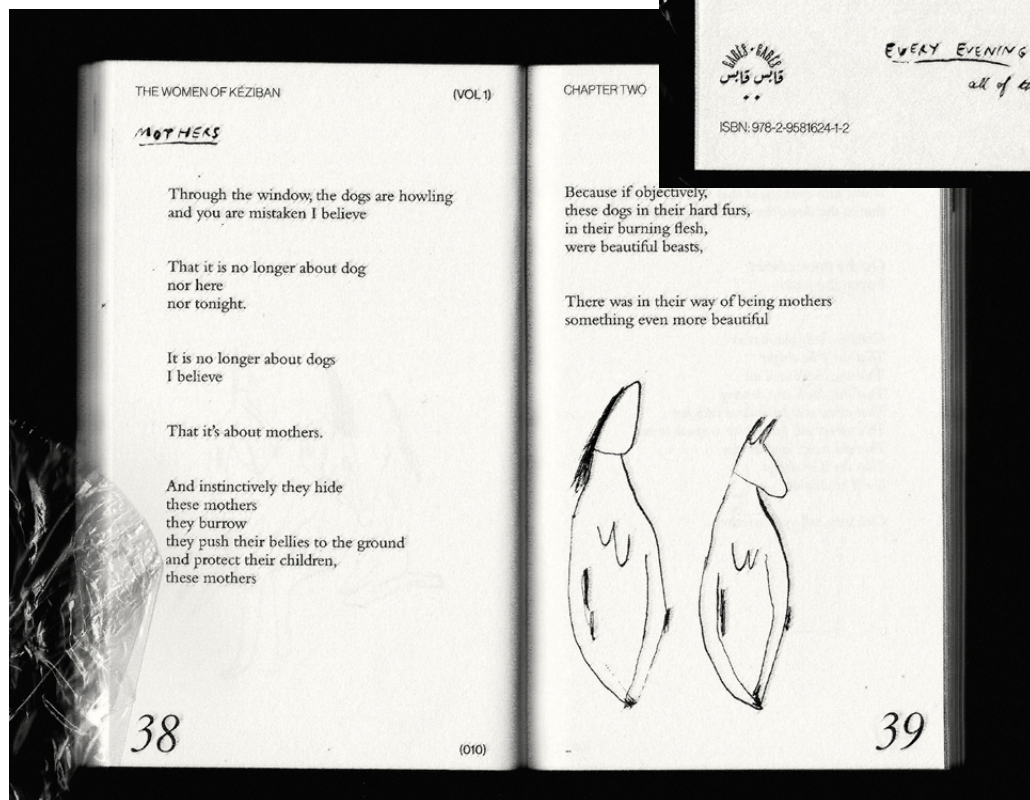 THE WOMEN OF KÉZIBAN
(VOL 1)
MOTHERS
Through the window, the dogs are howling
and you are mistaken I believe
That it is no longer about dog
nor here
nor tonight.
It is no longer about dogs
I believe
That it's about mothers.
And instinctively they hide
these mothers
they burrow
they push their bellies to the ground
and protect their children,
these mothers
38
(010)
CHAPTER TWO
Because if objectively,
these dogs in their hard furs,
in their burning flesh,
were beautiful beasts,
There was in their way of being mothers
something even more beautiful
39
GABÈS · GABÈS
قابس قابس
EVERY EVENING
all of
ISBN: 978-2-9581624-1-2